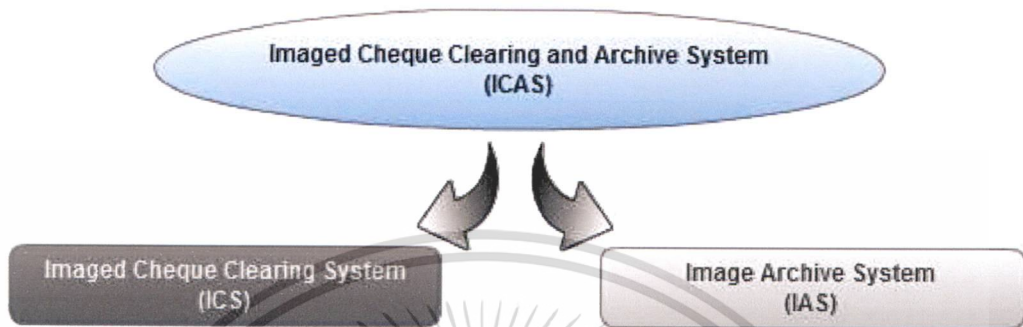 Imaged Cheque Clearing and Archive System
(ICAS)
Imaged Cheque Clearing System
(ICS)
Image Archive System
(IAS)